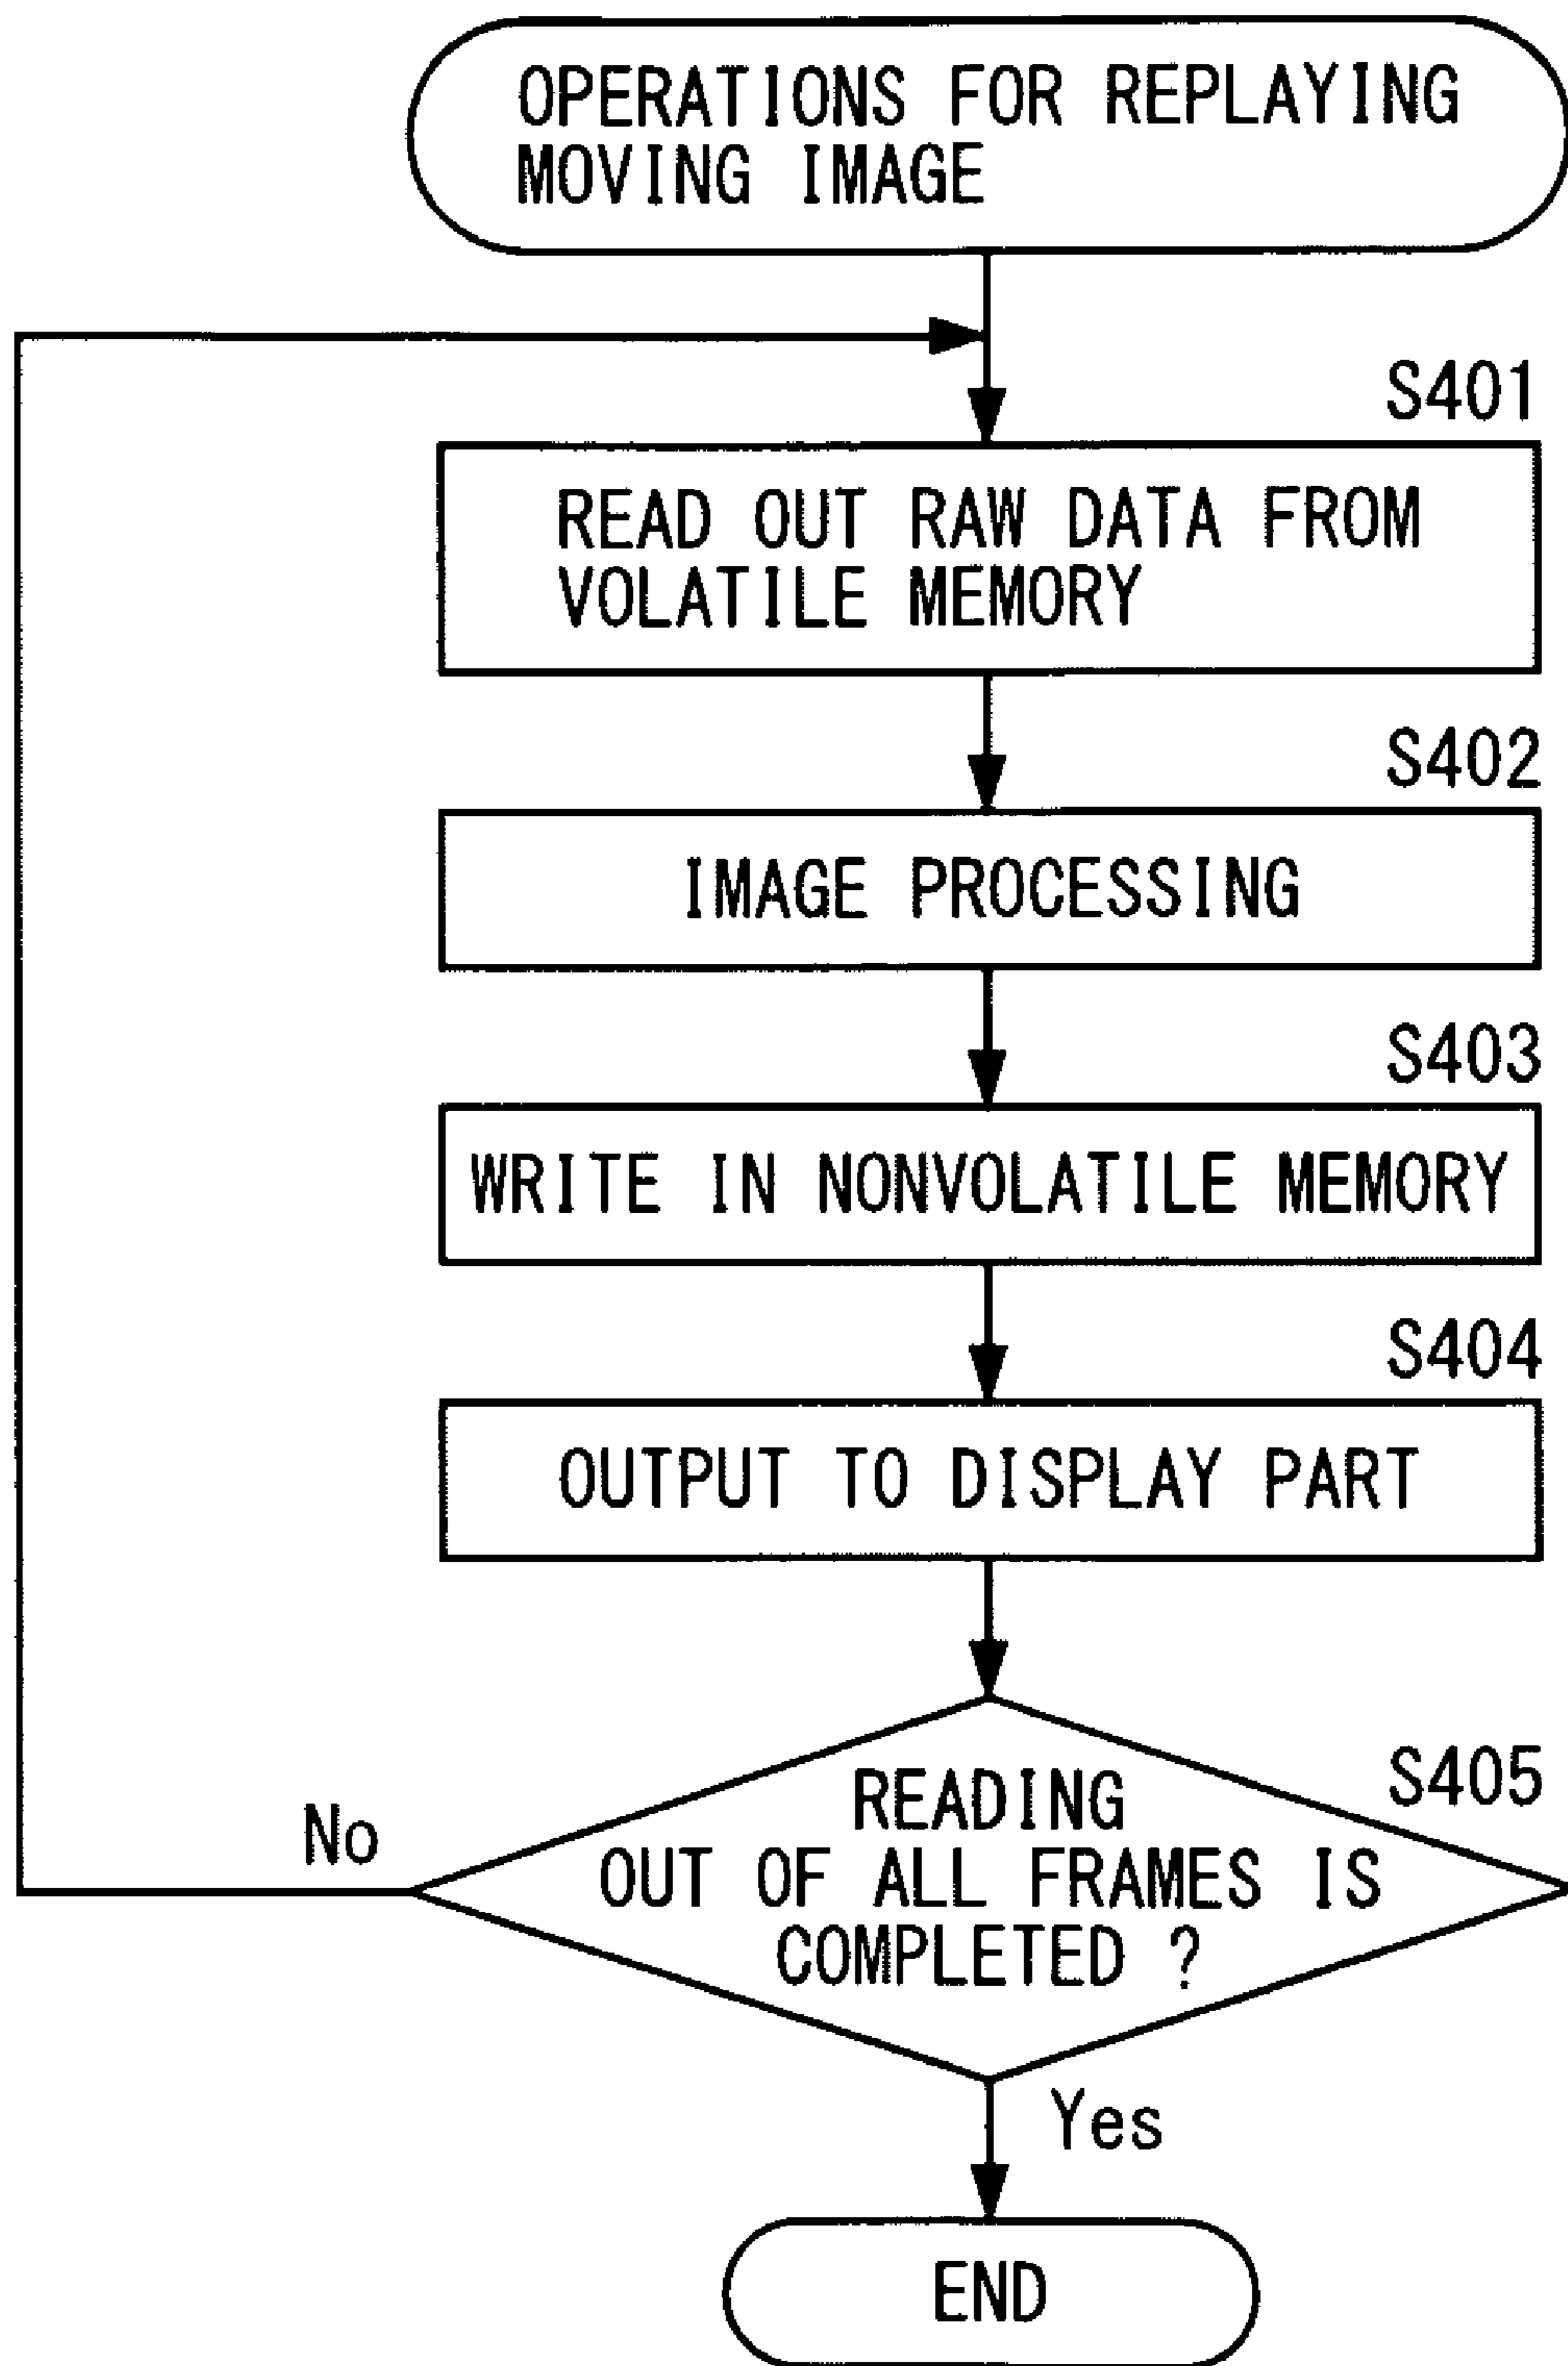 OPERATIONS FOR REPLAYING
MOVING IMAGE
S401
READ OUT RAW DATA FROM
VOLATILE MEMORY
S402
IMAGE PROCESSING
S403
WRITE IN NONVOLATILE MEMORY
S404
OUTPUT TO DISPLAY PART
S405
READING
No
OUT OF ALL FRAMES IS
COMPLETED ?
Yes
END